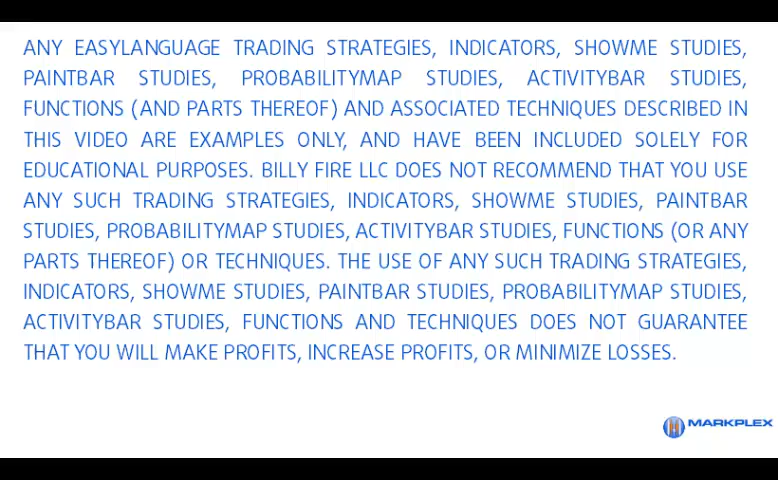 ANY EASYLANGUAGE TRADING STRATEGIES, INDICATORS, SHOWME STUDIES,
PAINTBAR STUDIES, PROBABILITYMAP STUDIES, ACTIVITYBAR STUDIES,
FUNCTIONS (AND PARTS THEREOF) AND ASSOCIATED TECHNIQUES DESCRIBED IN
THIS VIDEO ARE EXAMPLES ONLY, AND HAVE BEEN INCLUDED SOLELY FOR
EDUCATIONAL PURPOSES. BILLY FIRE LLC DOES NOT RECOMMEND THAT YOU USE
ANY SUCH TRADING STRATEGIES, INDICATORS, SHOWME STUDIES, PAINTBAR
STUDIES, PROBABILITYMAP STUDIES, ACTIVITYBAR STUDIES, FUNCTIONS (OR ANY
PARTS THEREOF) OR TECHNIQUES. THE USE OF ANY SUCH TRADING STRATEGIES,
INDICATORS, SHOWME STUDIES, PAINTBAR STUDIES, PROBABILITYMAP STUDIES,
ACTIVITYBAR STUDIES, FUNCTIONS AND TECHNIQUES DOES NOT GUARANTEE
THAT YOU WILL MAKE PROFITS, INCREASE PROFITS, OR MINIMIZE LOSSES.
MARKPLEX